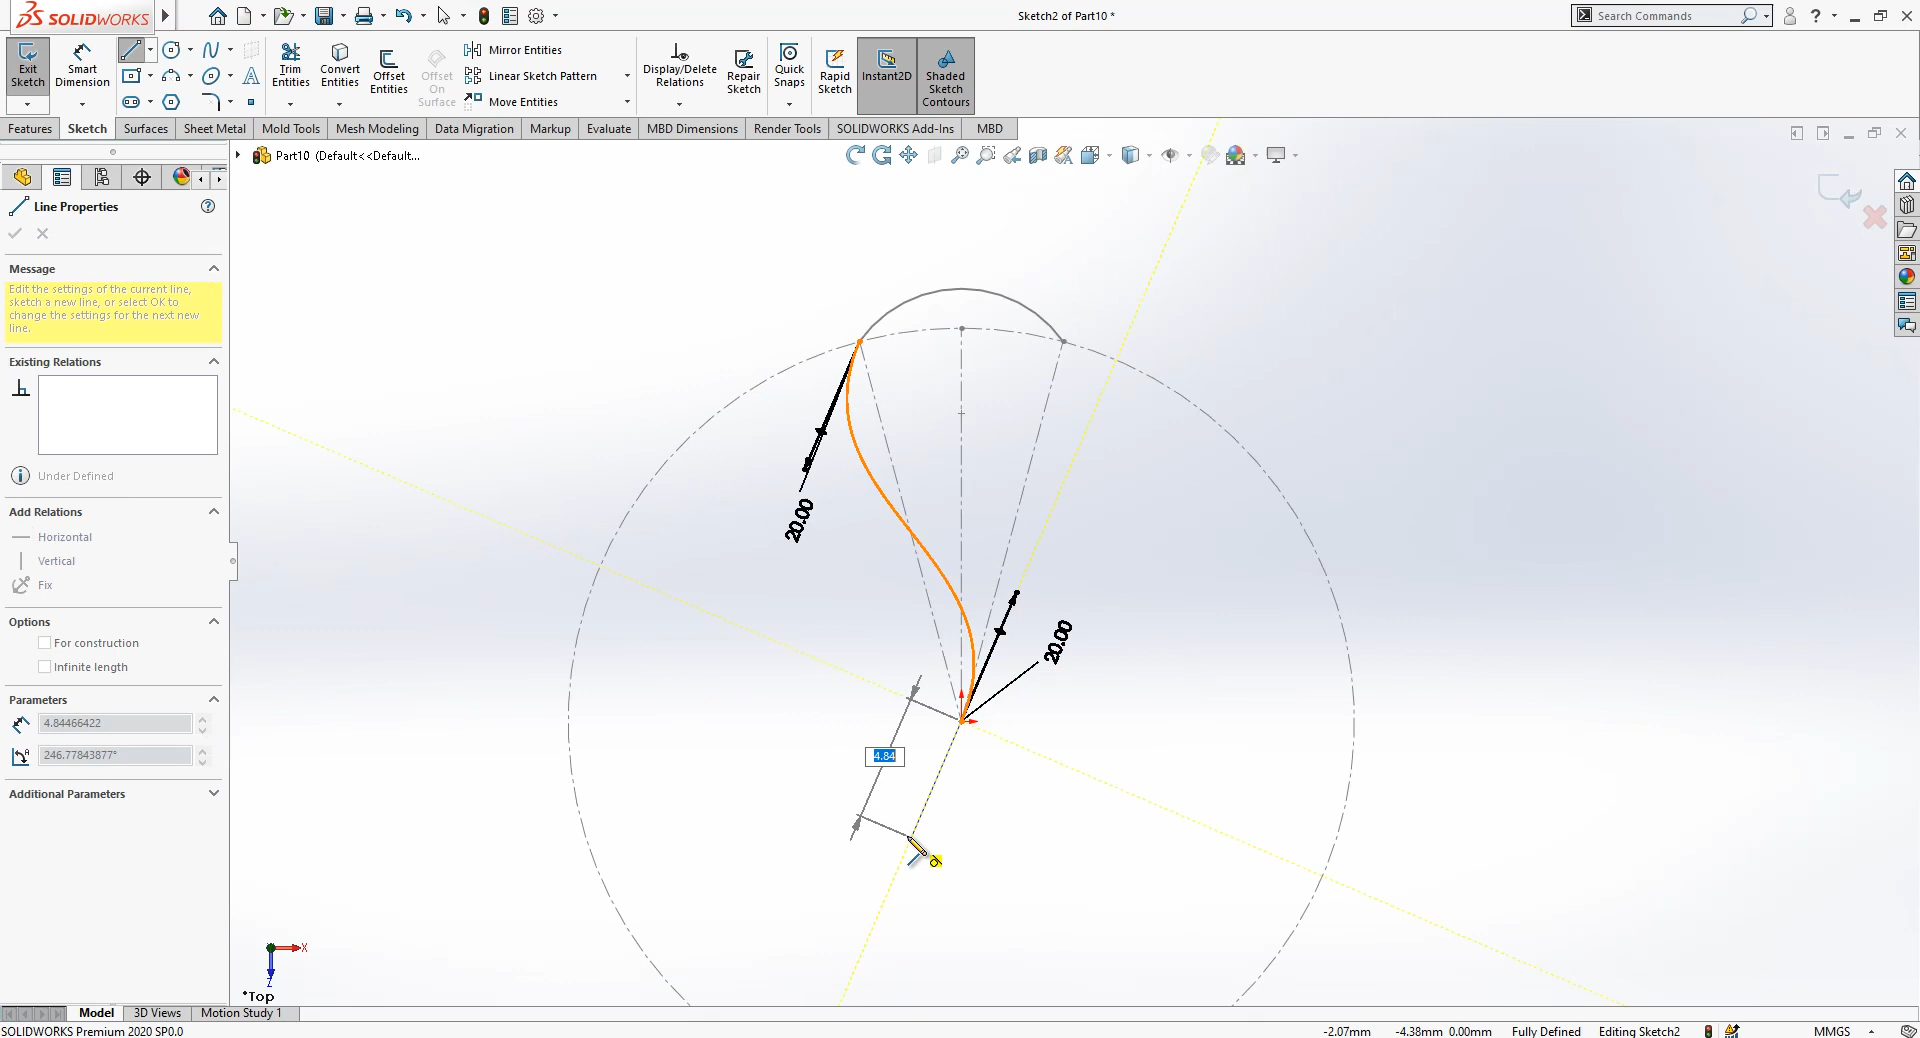 SOLIDWORKS
Sketch2 of Part10 *
Search Commands
Exit Sketch
Smart Dimension
Trim Entities
Convert Entities
Offset Entities
Offset On Surface
Mirror Entities
Linear Sketch Pattern
Move Entities
Display/Delete Relations
Repair Sketch
Quick Snaps
Rapid Sketch
Instant2D
Shaded Sketch Contours
Features
Sketch
Surfaces
Sheet Metal
Mold Tools
Mesh Modeling
Data Migration
Markup
Evaluate
MBD Dimensions
Render Tools
SOLIDWORKS Add-Ins
MBD
Part10 (Default<<Default...
Line Properties
Message
Edit the settings of the current line,
sketch a new line, or select OK to
change the settings for the next new
line.
Existing Relations
Under Defined
Add Relations
Horizontal
Vertical
Fix
Options
For construction
Infinite length
Parameters
4.84466422
246.77843877°
Additional Parameters
20.00
20.00
4.84
X
Z
*Top
Model
3D Views
Motion Study 1
SOLIDWORKS Premium 2020 SP0.0
-2.07mm
-4.38mm 0.00mm
Fully Defined
Editing Sketch2
MMGS